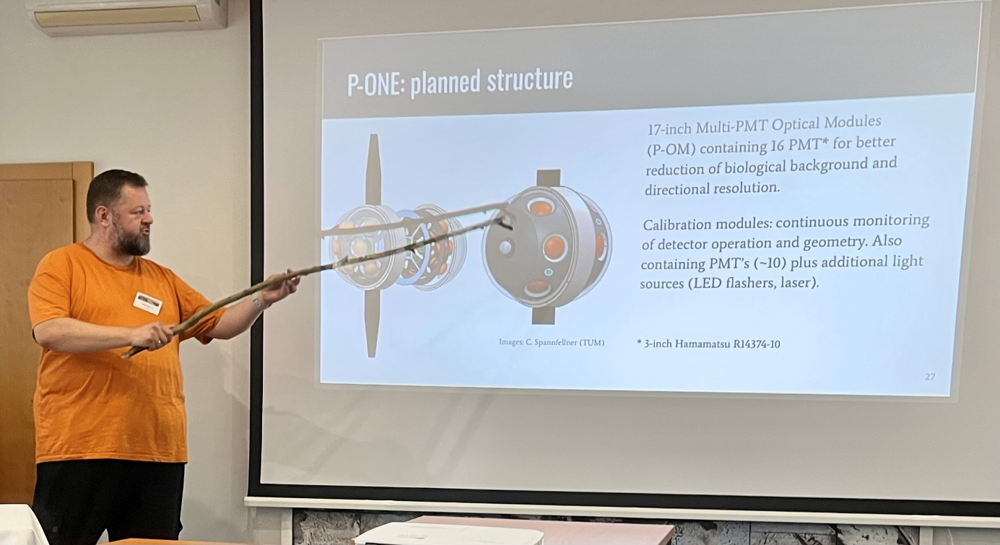 P-ONE: planned structure
17-inch Multi-PMT Optical Modules
(P-OM) containing 16 PMT* for better
reduction of biological background and
directional resolution.
Calibration modules: continuous monitoring
of detector operation and geometry. Also
containing PMT's (~10) plus additional light
sources (LED flashers, laser).
Images: C. Spannfellner (TUM)
* 3-inch Hamamatsu R14374-10
27